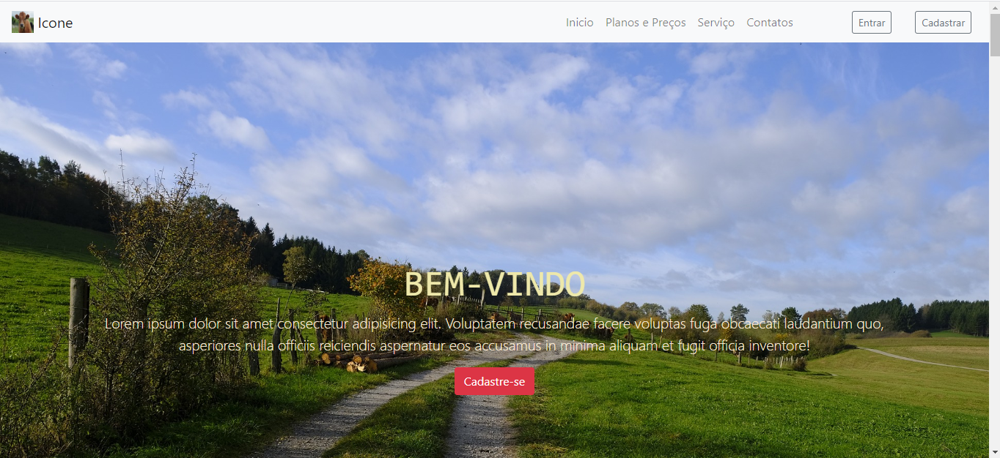 Icone
Inicio Planos e Preços Serviço Contatos Entrar Cadastrar
BEM-VINDO
Lorem ipsum dolor sit amet consectetur adipisicing elit. Voluptatem recusandae facere voluptas fuga obcaecati laudantium quo,
asperiores nulla officiis reiciendis aspernatur eos accusamus in minima aliquam et fugit officia inventore!
Cadastre-se